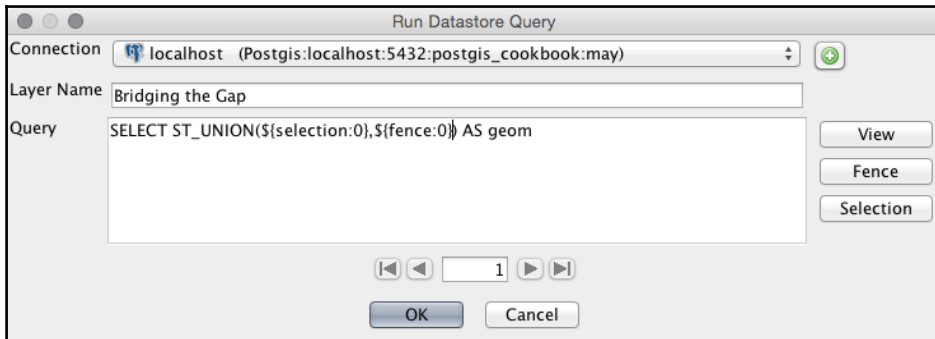 Run Datastore Query
Connection localhost (Postgis:localhost:5432:postgis_cookbook:may)
Layer Name Bridging the Gap
Query SELECT ST_UNION(${selection:0},${fence:0}) AS geom
View
Fence
Selection
1
OK Cancel